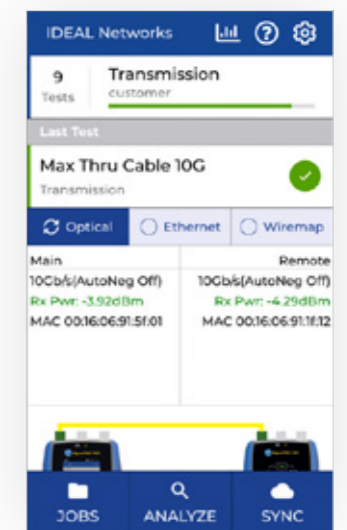 IDEAL Networks
9 Transmission
Tests customer
Last Test
Max Thru Cable 10G
Transmission
Optical Ethernet Wiremap
Main Remote
10Gb/s(AutoNeg Off) 10Gb/s(AutoNeg Off)
Rx Pwr: -3.92dBm Rx Pwr: -4.29dBm
MAC 00:16:06:91:5f:01 MAC 00:16:06:91:1f:12
JOBS ANALYZE SYNC